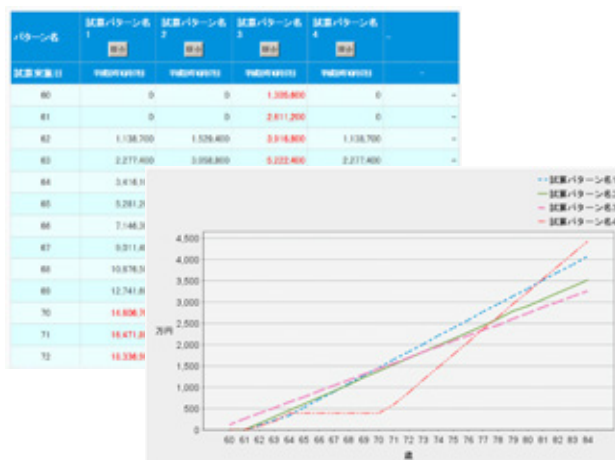 パターン名 試算パターン名1 試算パターン名2 試算パターン名3 試算パターン名4 -
縮小 縮小 縮小 縮小
試算実施日 -
60 0 0 1,305,600 0 -
61 0 0 2,611,200 0 -
62 1,138,700 1,529,400 3,916,800 1,138,700 -
63 2,277,400 3,058,800 5,222,400 2,277,400 -
64
65
66
67
68
69
70
71
72
試算パターン名1
試算パターン名2
試算パターン名3
試算パターン名4
4,500
4,000
3,500
3,000
2,500
万円
2,000
1,500
1,000
500
0
60 61 62 63 64 65 66 67 68 69 70 71 72 73 74 75 76 77 78 79 80 81 82 83 84
歳